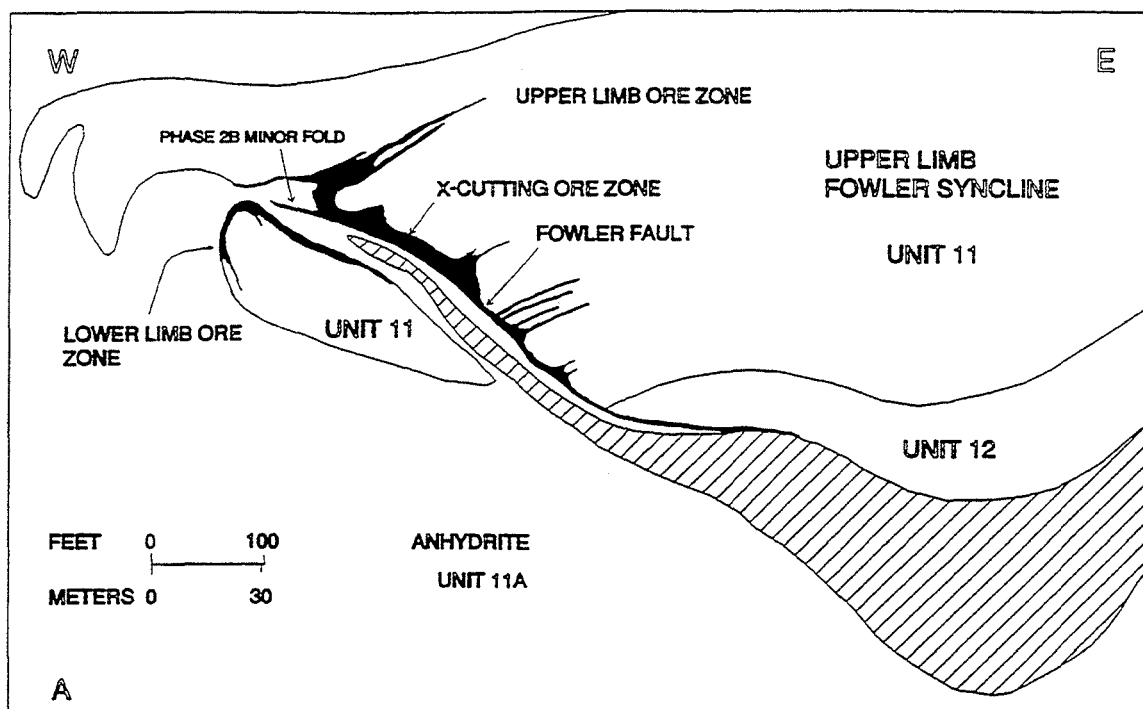 W
E
UPPER LIMB ORE ZONE
PHASE 2B MINOR FOLD
X-CUTTING ORE ZONE
FOWLER FAULT
UPPER LIMB
FOWLER SYNCLINE
UNIT 11
LOWER LIMB ORE
ZONE
UNIT 11
UNIT 12
FEET 0 100
METERS 0 30
ANHYDRITE
UNIT 11A
A